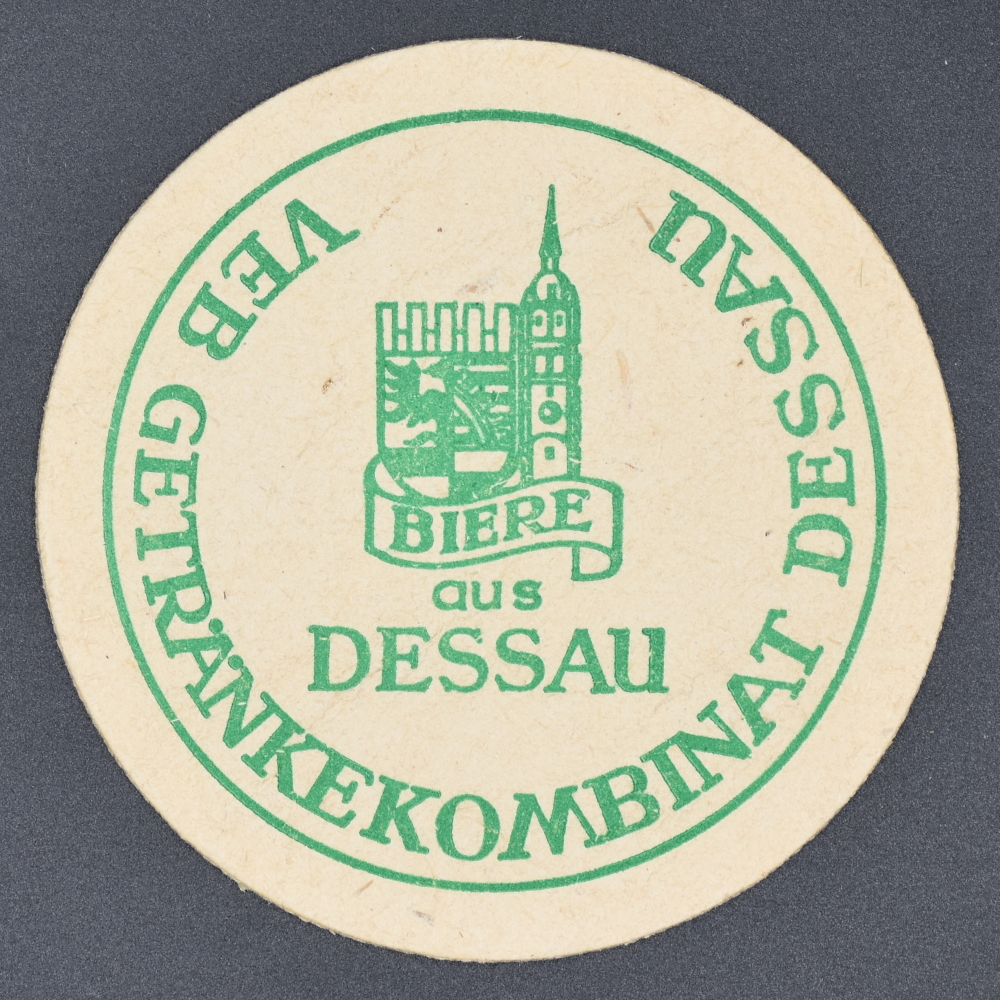 VEB GETRÄNKEKOMBINAT DESSAU
BIERE
aus
DESSAU